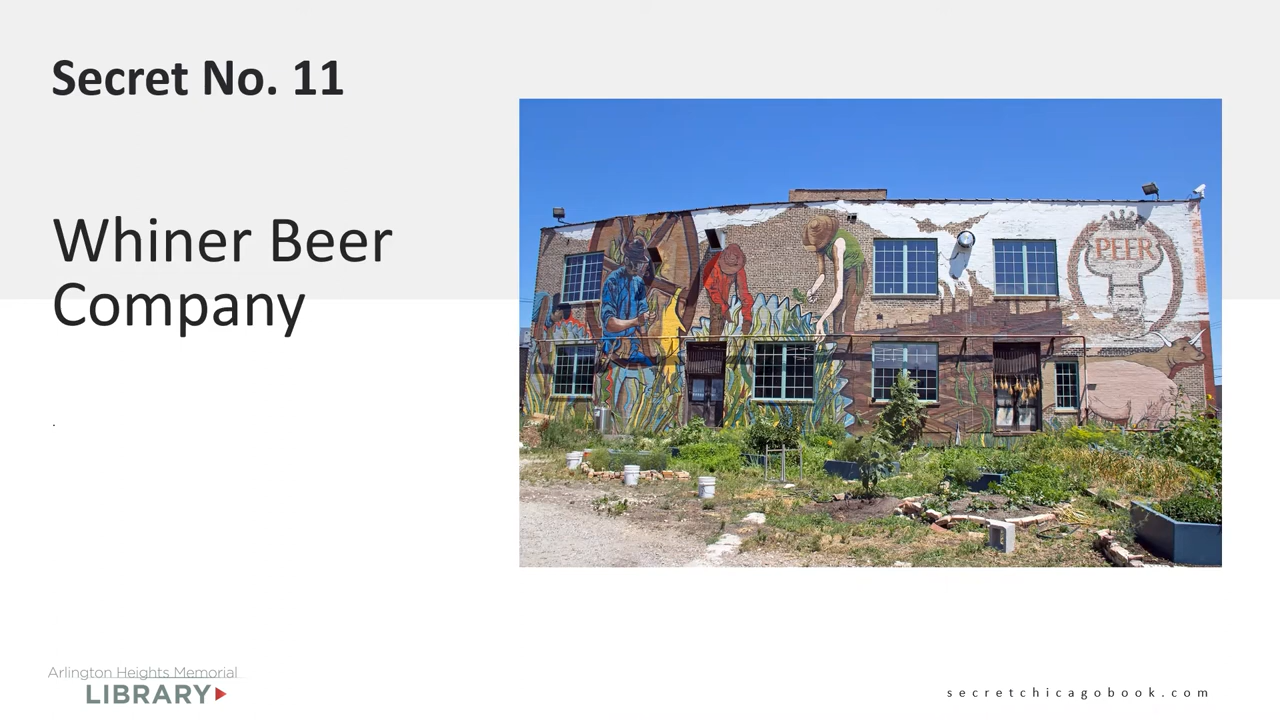 Secret No. 11
Whiner Beer
Company
.
PEER
Arlington Heights Memorial
LIBRARY
secretchicagobook.com